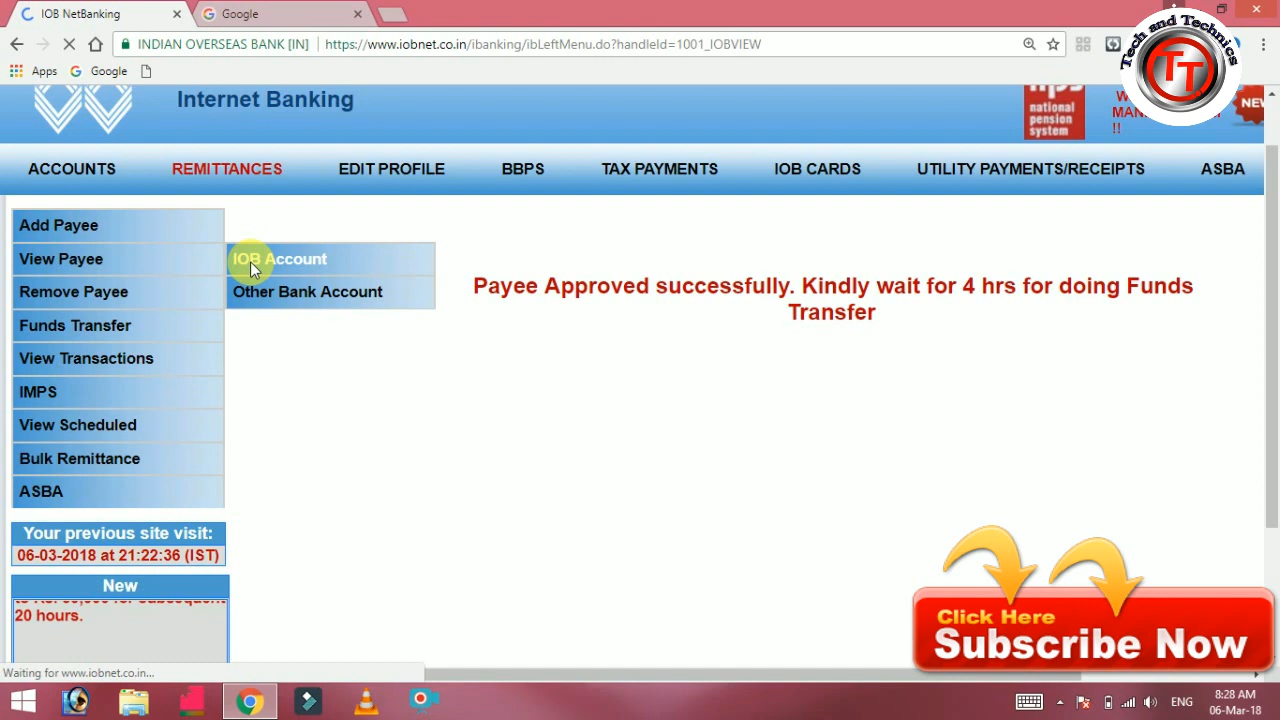 IOB NetBanking
Google
INDIAN OVERSEAS BANK [IN]
https://www.iobnet.co.in/ibanking/ibLeftMenu.do?handleId=1001_IOBVIEW
Apps
Google
Tech and Technics
TT
Internet Banking
national
pension
system
W
MAN
!!
NEW
ACCOUNTS
REMITTANCES
EDIT PROFILE
BBPS
TAX PAYMENTS
IOB CARDS
UTILITY PAYMENTS/RECEIPTS
ASBA
Add Payee
View Payee
Remove Payee
Funds Transfer
View Transactions
IMPS
View Scheduled
Bulk Remittance
ASBA
IOB Account
Other Bank Account
Payee Approved successfully. Kindly wait for 4 hrs for doing Funds
Transfer
Your previous site visit:
06-03-2018 at 21:22:36 (IST)
New
20 hours.
Click Here
Subscribe Now
Waiting for www.iobnet.co.in...
ENG
8:28 AM
06-Mar-18